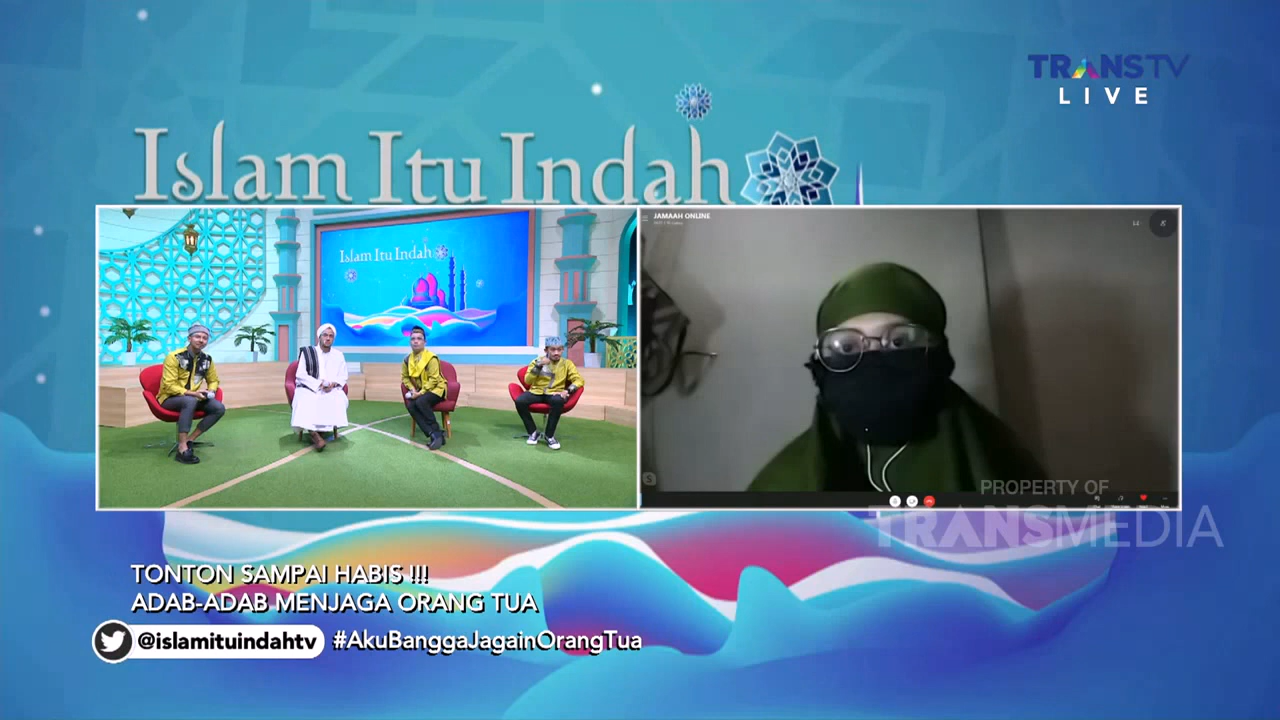 TRANSTV
LIVE
Islam Itu Indah
Islam Itu Indah
JAMAAH ONLINE
PROPERTY OF
TRANSMEDIA
TONTON SAMPAI HABIS !!!
ADAB-ADAB MENJAGA ORANG TUA
@islamituindahtv #AkuBanggaJagainOrangTua